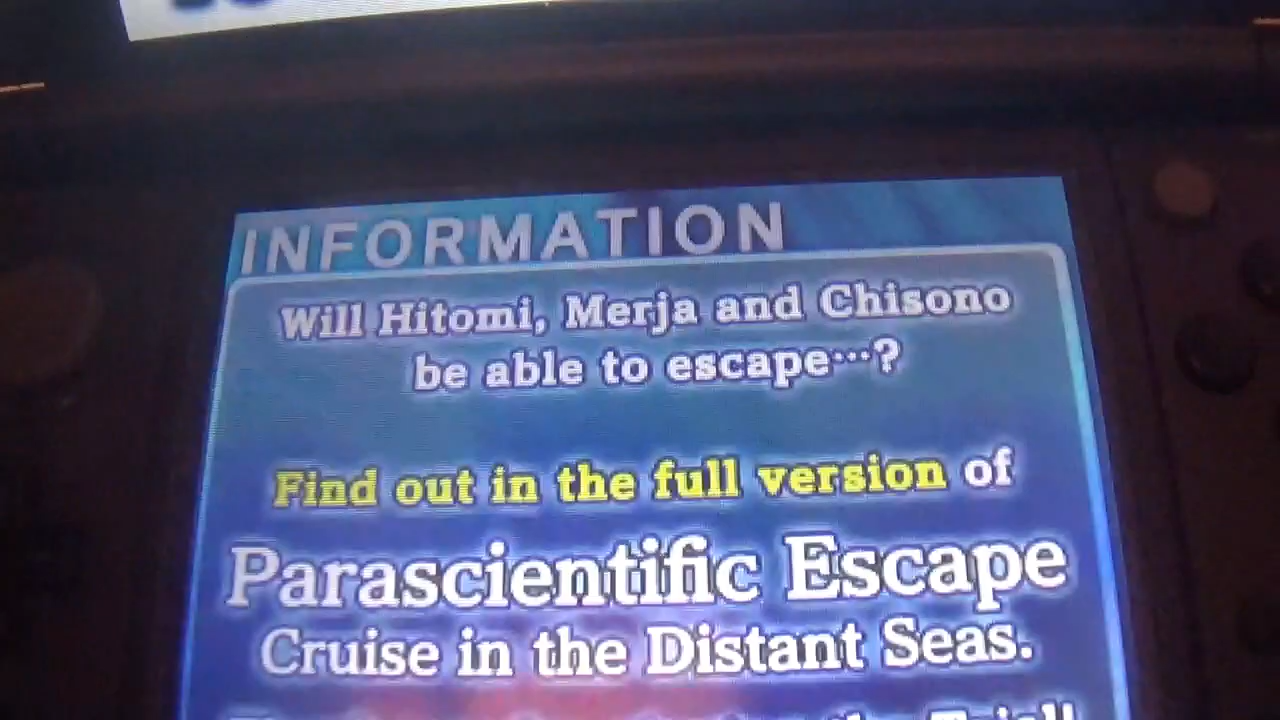 INFORMATION
Will Hitomi, Merja and Chisono
be able to escape…?
Find out in the full version of
Parascientific Escape
Cruise in the Distant Seas.